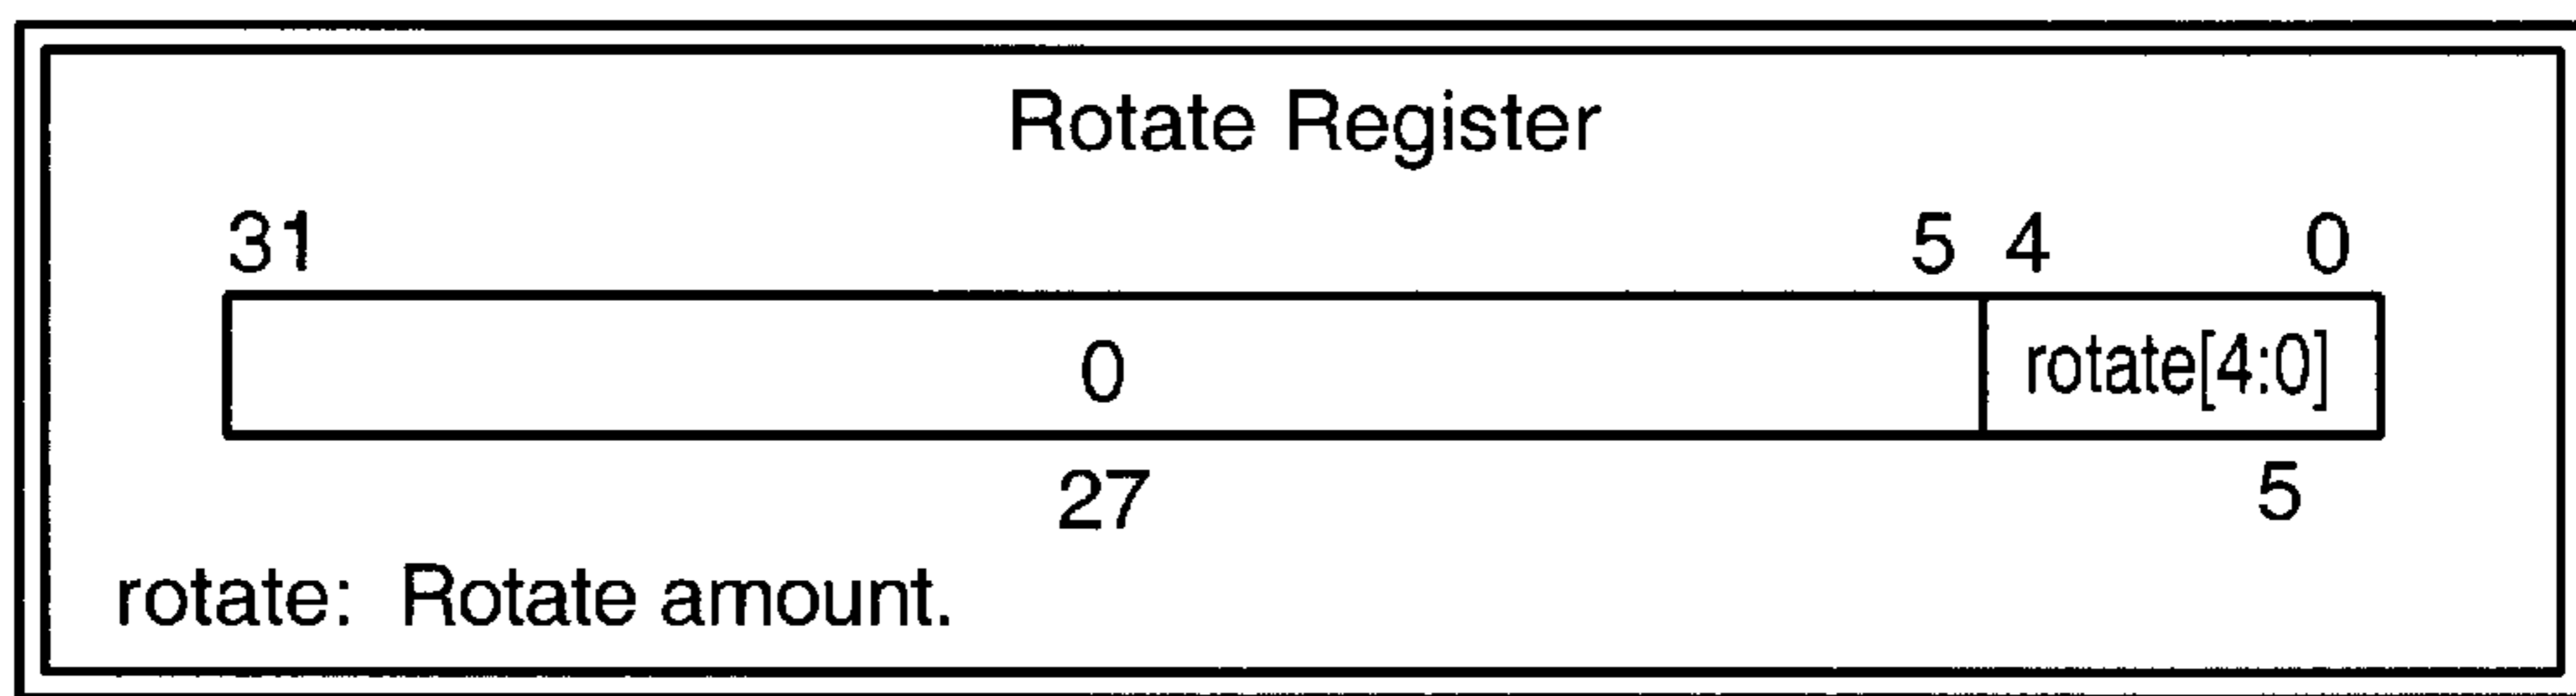 Rotate Register
31 5 4 0
0 rotate[4:0]
27 5
rotate: Rotate amount.